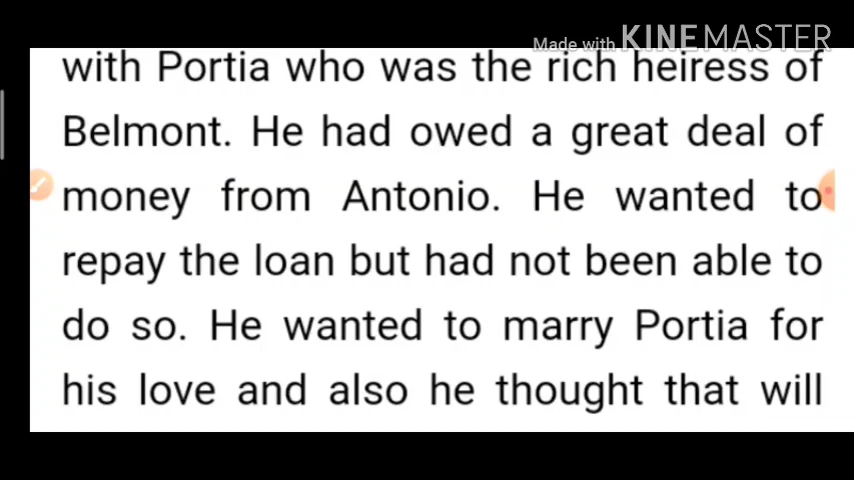 Made with KINEMASTER
with Portia who was the rich heiress of
Belmont. He had owed a great deal of
money from Antonio. He wanted to
repay the loan but had not been able to
do so. He wanted to marry Portia for
his love and also he thought that will